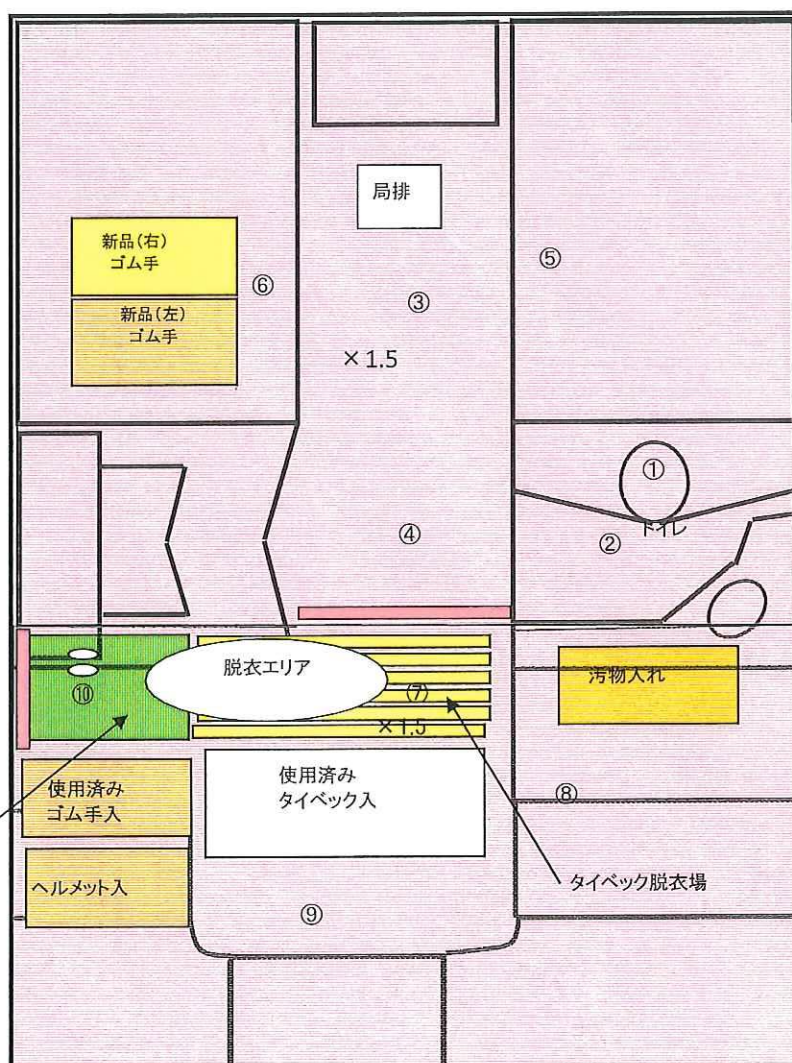 局排
新品(右)
ゴム手
⑤
⑥
③
新品(左)
ゴム手
×1.5
①
トイレ
④
②
脱衣エリア
汚物入れ
⑩
⑦
×1.5
使用済み
タイベック入
使用済み
ゴム手入
⑧
ヘルメット入
タイベック脱衣場
⑨